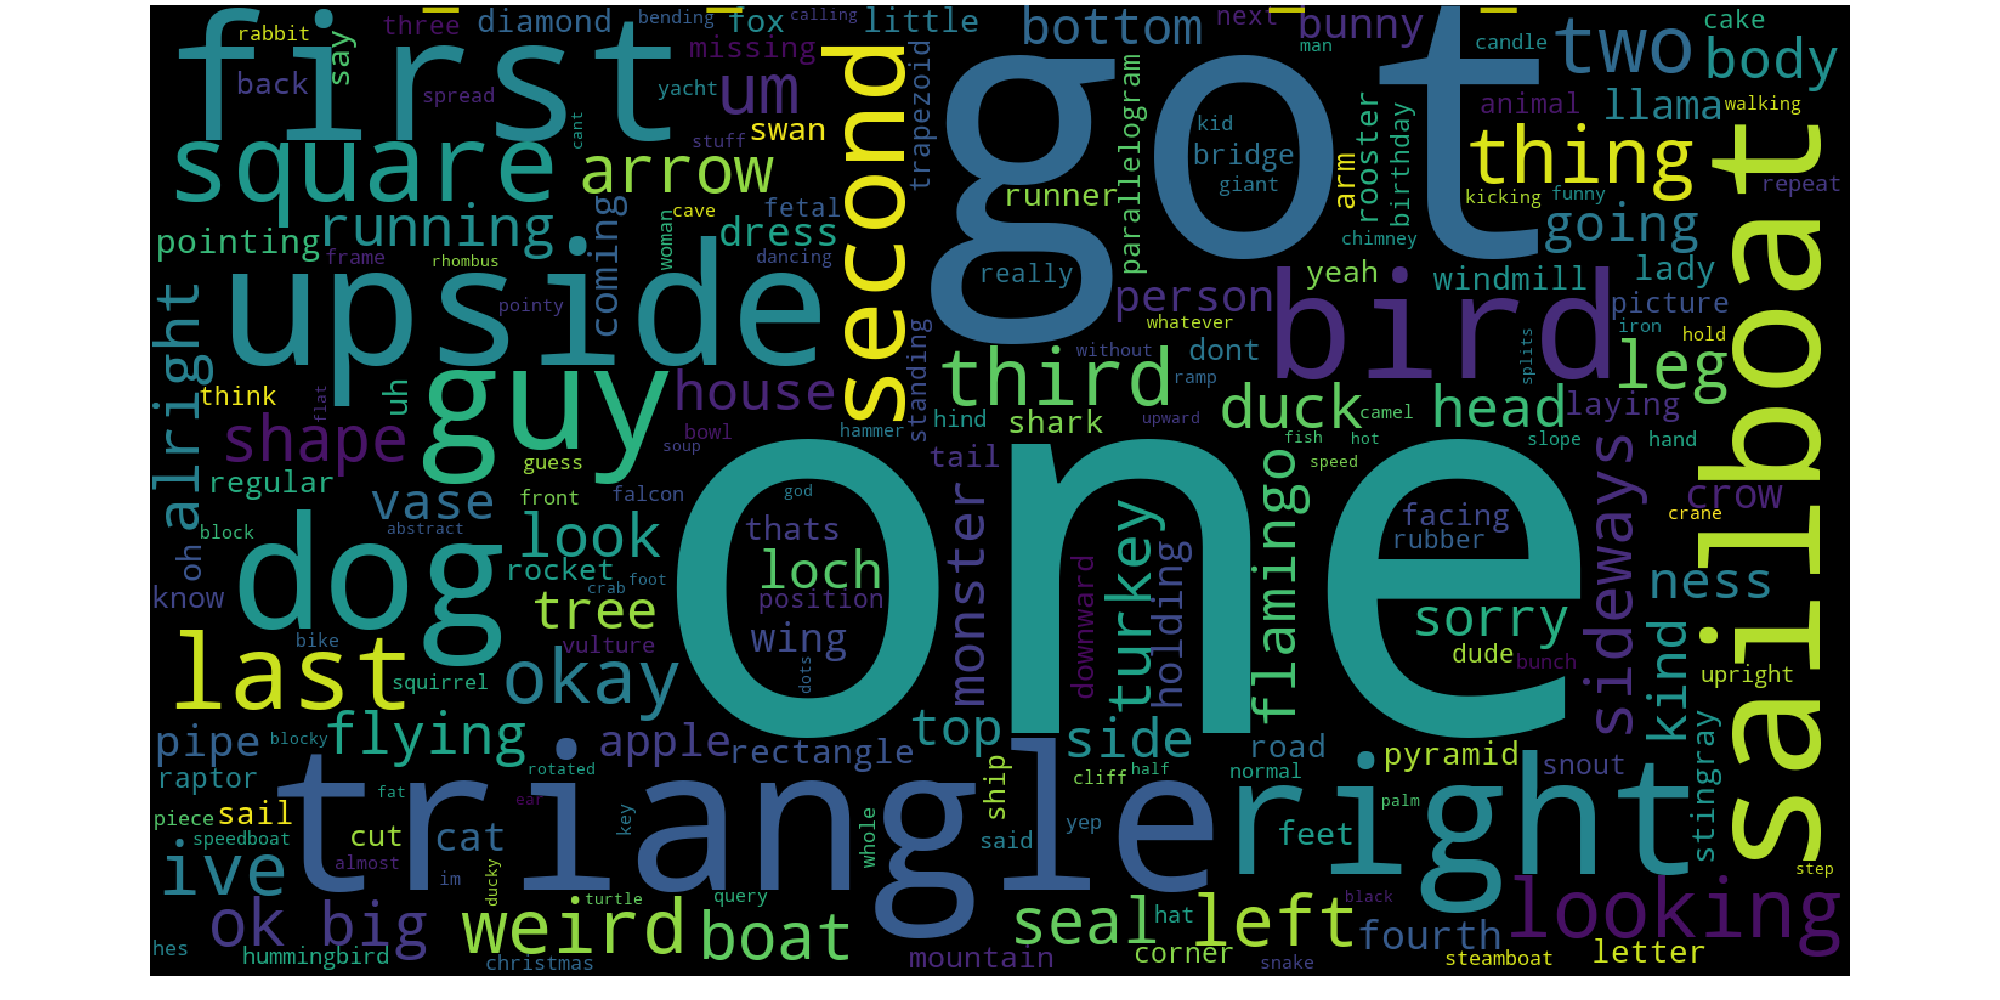 first
got
second
rabbit
three
bending
calling
diamond
fox
little
bottom
next
bunny
man
candle
cake
two
body
say
missing
back
spread
yacht
um
stuff
swan
trapezoid
cant
square
arrow
parallelogram
kid
bridge
giant
rooster
birthday
arm
animal
llama
walking
thing
kicking
funny
repeat
sailboat
running
pointing
coming
cave
fetal
dress
woman
runner
really
chimney
going
frame
rhombus
dancing
upside
pointy
alright
person
yeah
windmill
lady
picture
bird
whatever
iron
hold
standing
third
without
dont
ramp
splits
leg
think
flat
uh
guy
house
hammer
hind
shark
upward
duck
camel
head
laying
shape
soup
bowl
guess
tail
fish
hot
speed
slope
hand
regular
vase
front
falcon
god
one
monster
flamingo
sideways
crow
crane
block
abstract
look
thats
turkey
facing
rubber
oh
dog
rocket
loch
crab
foot
position
downward
holding
ness
know
tree
wing
sorry
kind
bike
vulture
dude
bunch
upright
last
squirrel
okay
dots
pipe
blocky
flying
apple
rectangle
top
side
road
pyramid
snout
stingray
raptor
rotated
triangle
ship
cliff
half
normal
right
piece
sail
fat
ear
palm
speedboat
cut
cat
key
whole
said
yep
feet
ive
almost
im
ducky
turtle
query
black
step
ok
big
weird
boat
seal
hat
left
fourth
looking
hes
hummingbird
christmas
mountain
corner
snake
steamboat
letter